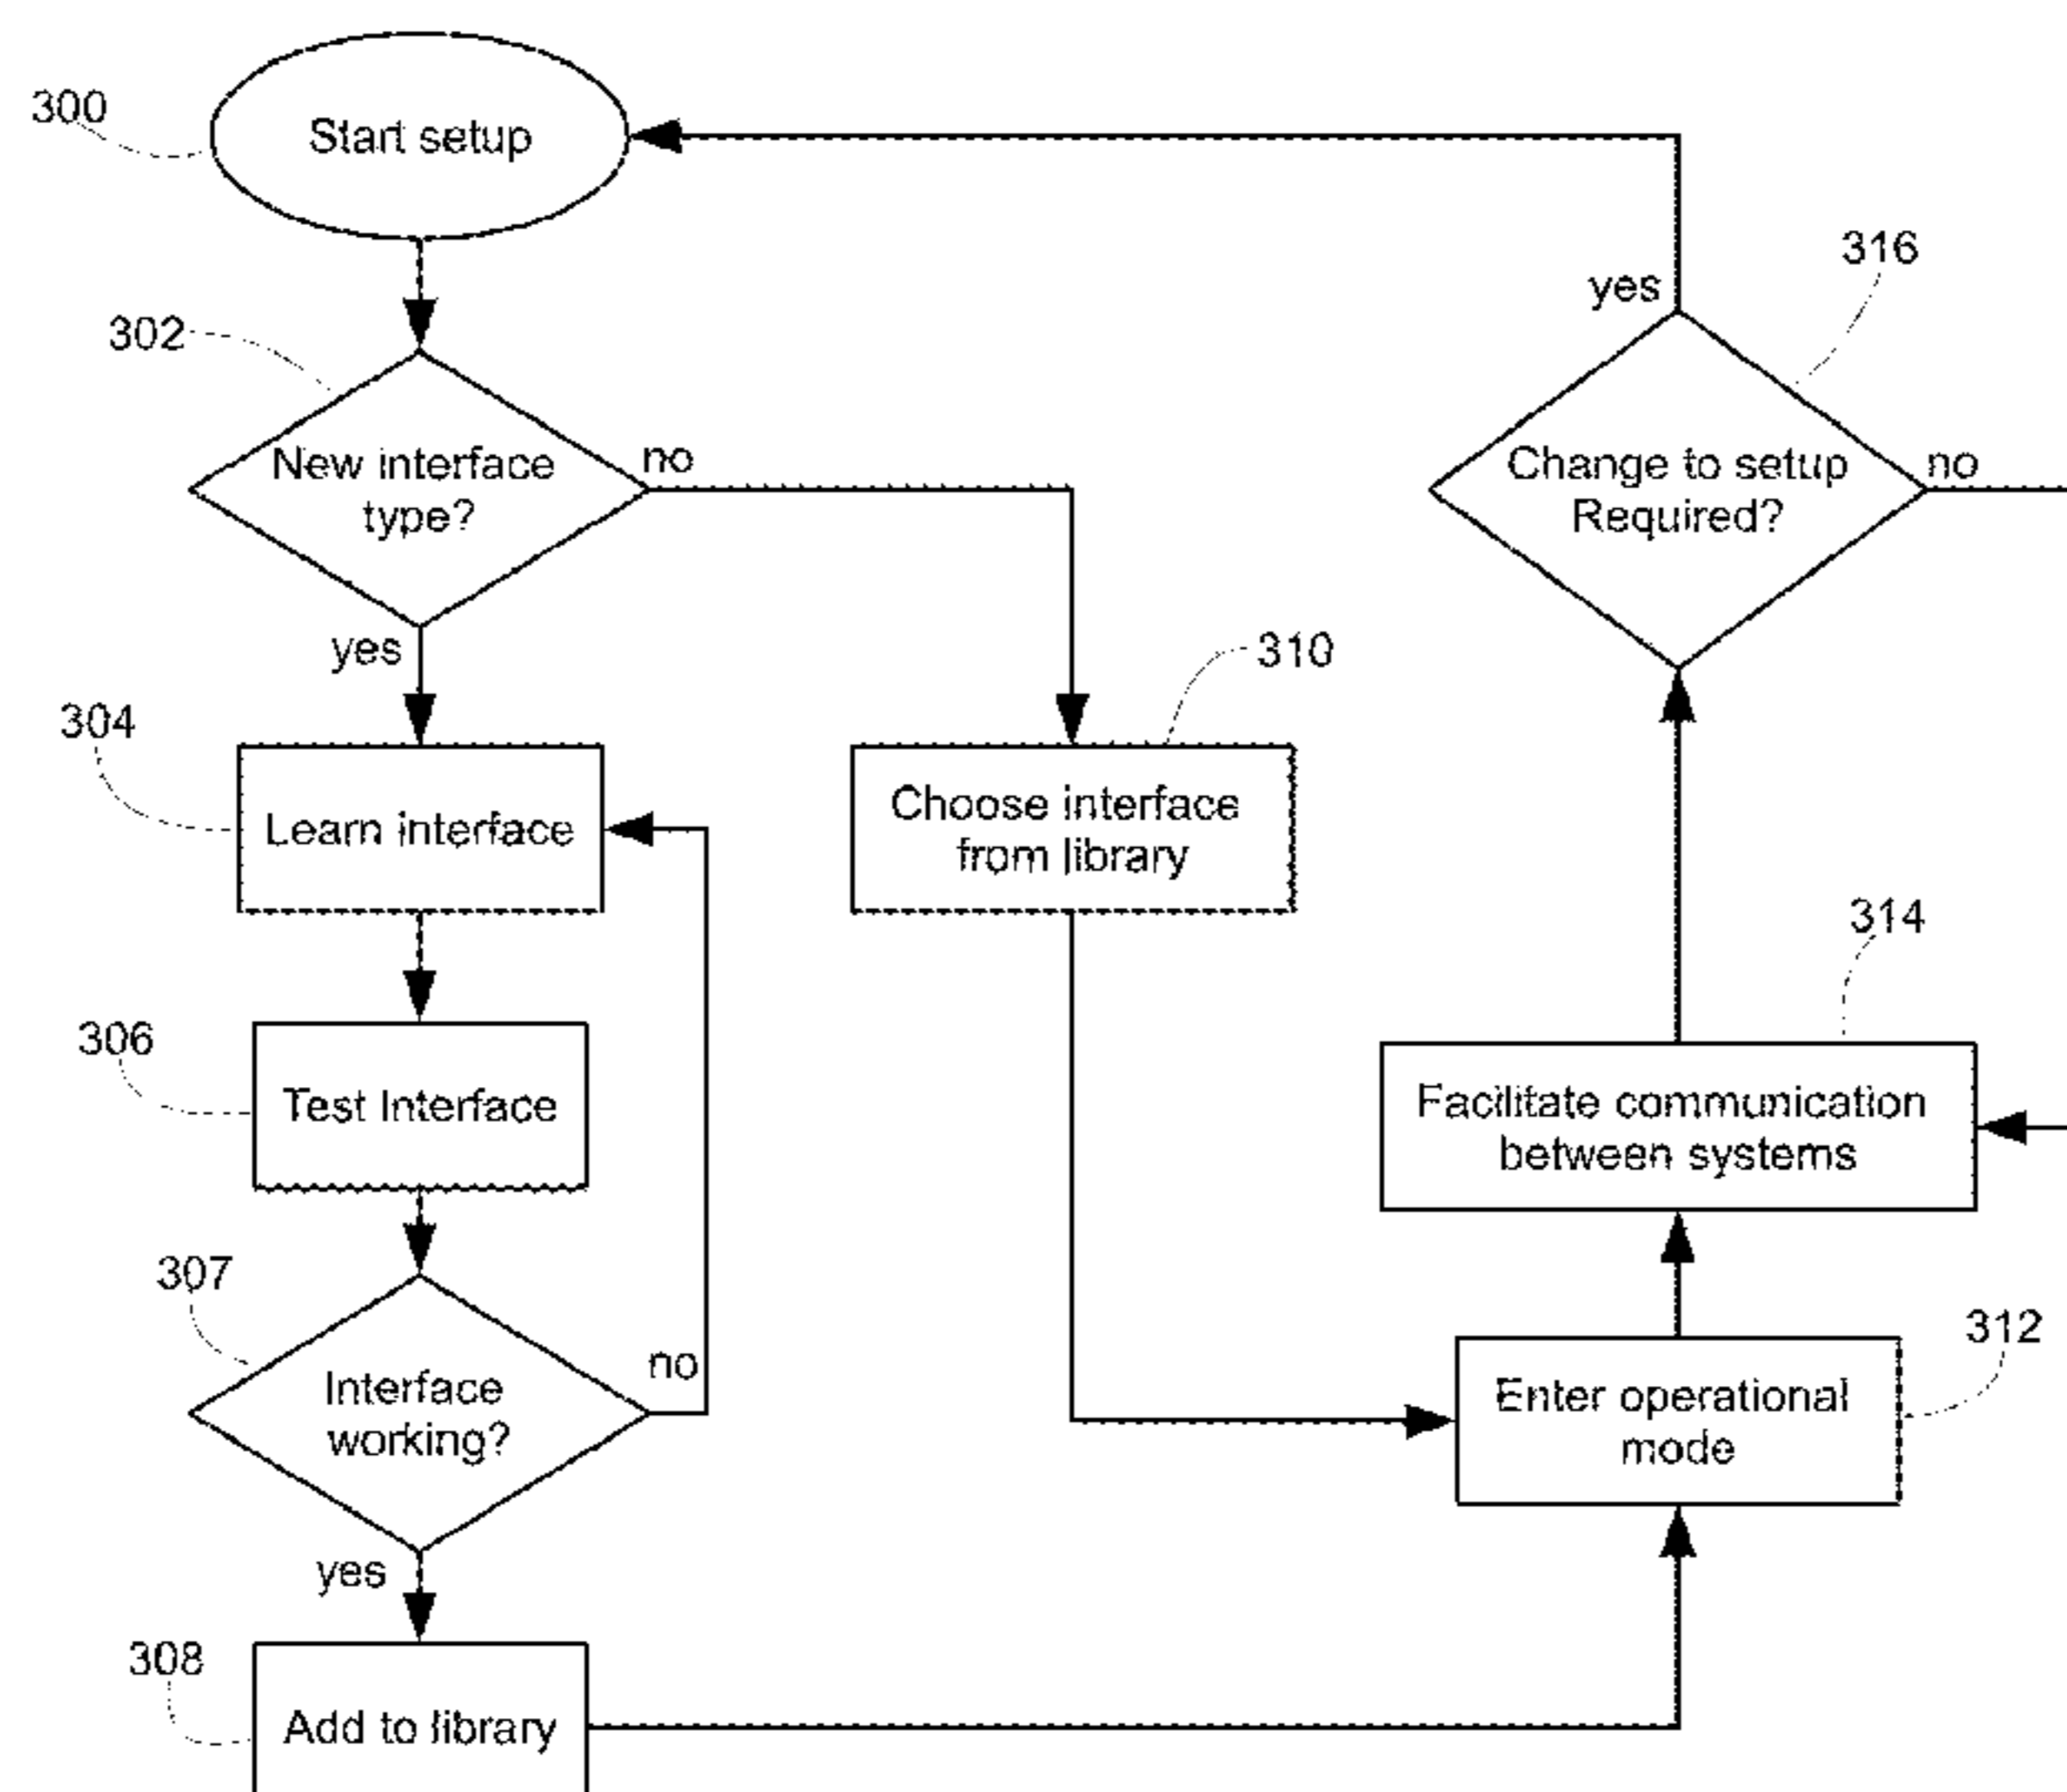 300
Start setup
302
New interface
type?
no
yes
304
Learn interface
306
Test Interface
307
Interface
working?
no
yes
308
Add to library
310
Choose interface
from library
316
yes
Change to setup
Required?
no
314
Facilitate communication
between systems
312
Enter operational
mode